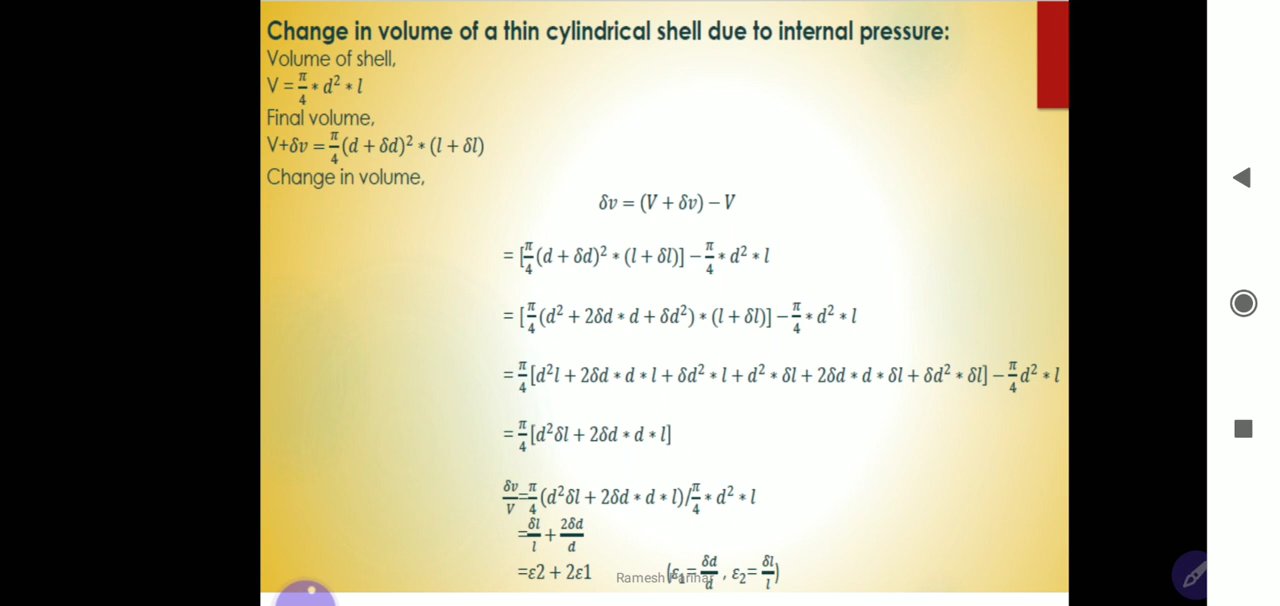 Change in volume of a thin cylindrical shell due to internal pressure:
Volume of shell,
V = π/4 * d² * l
Final volume,
V+δv = π/4 (d + δd)² * (l + δl)
Change in volume,
δv = (V + δv) − V
= [π/4 (d + δd)² * (l + δl)] − π/4 * d² * l
= [π/4 (d² + 2δd * d + δd²) * (l + δl)] − π/4 * d² * l
= π/4 [d²l + 2δd * d * l + δd² * l + d² * δl + 2δd * d * δl + δd² * δl] − π/4 d² * l
= π/4 [d²δl + 2δd * d * l]
δv/V = π/4 (d²δl + 2δd * d * l)/π/4 * d² * l
= δl/l + 2δd/d
=ε2 + 2ε1 (ε₁= δd/d , ε₂= δl/l)
Ramesh Parihar